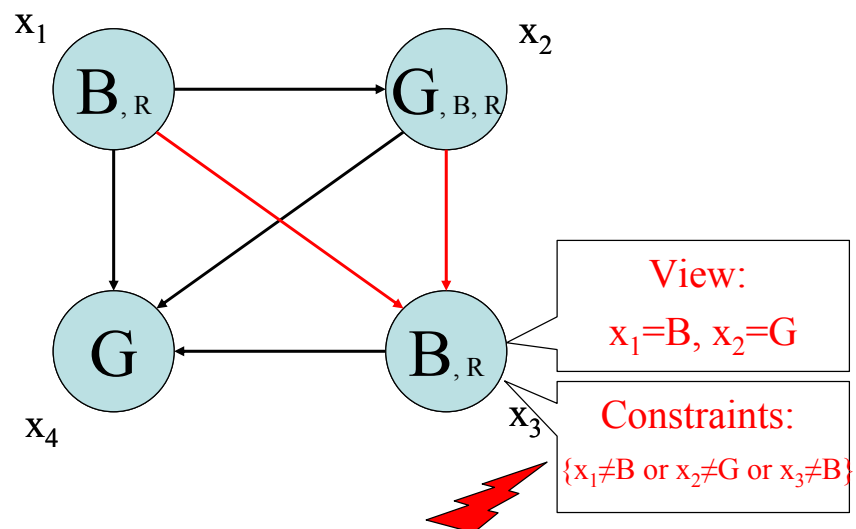 x₁
x₂
B, R
G, B, R
View:
x₁=B, x₂=G
G
B, R
x₄
x₃
Constraints:
{x₁≠B or x₂≠G or x₃≠B}